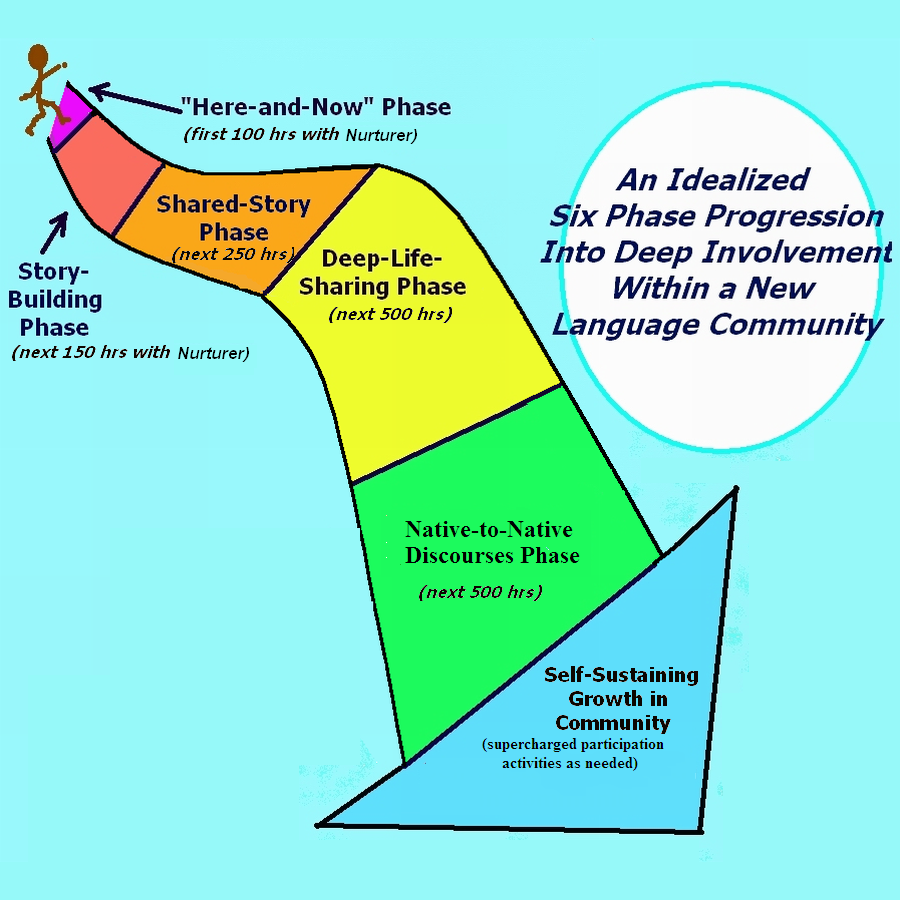 "Here-and-Now" Phase
(first 100 hrs with Nurturer)
Story-
Building
Phase
(next 150 hrs with Nurturer)
Shared-Story
Phase
(next 250 hrs)
Deep-Life-
Sharing Phase
(next 500 hrs)
Native-to-Native
Discourses Phase
(next 500 hrs)
Self-Sustaining
Growth in
Community
(supercharged participation
activities as needed)
An Idealized
Six Phase Progression
Into Deep Involvement
Within a New
Language Community